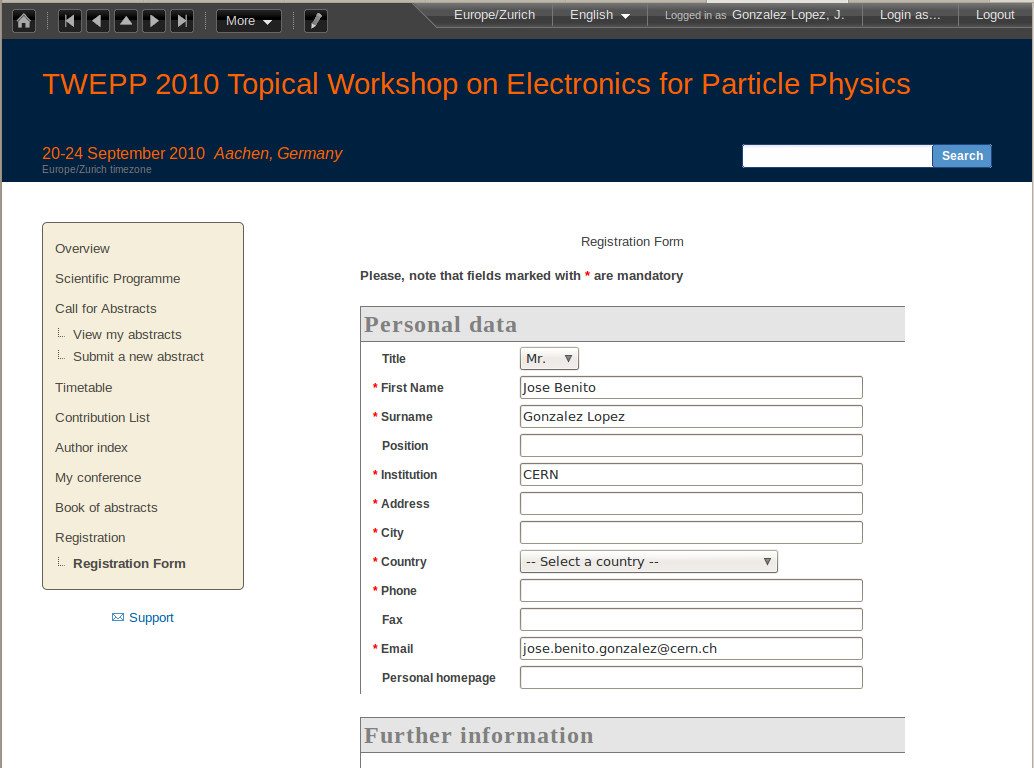 More Europe/Zurich English Logged in as Gonzalez Lopez, J. Login as... Logout
TWEPP 2010 Topical Workshop on Electronics for Particle Physics
20-24 September 2010 Aachen, Germany
Europe/Zurich timezone
Search
Overview
Scientific Programme
Call for Abstracts
View my abstracts
Submit a new abstract
Timetable
Contribution List
Author index
My conference
Book of abstracts
Registration
Registration Form
Support
Registration Form
Please, note that fields marked with * are mandatory
Personal data
Title Mr.
* First Name Jose Benito
* Surname Gonzalez Lopez
Position
* Institution CERN
* Address
* City
* Country -- Select a country --
* Phone
Fax
* Email jose.benito.gonzalez@cern.ch
Personal homepage
Further information